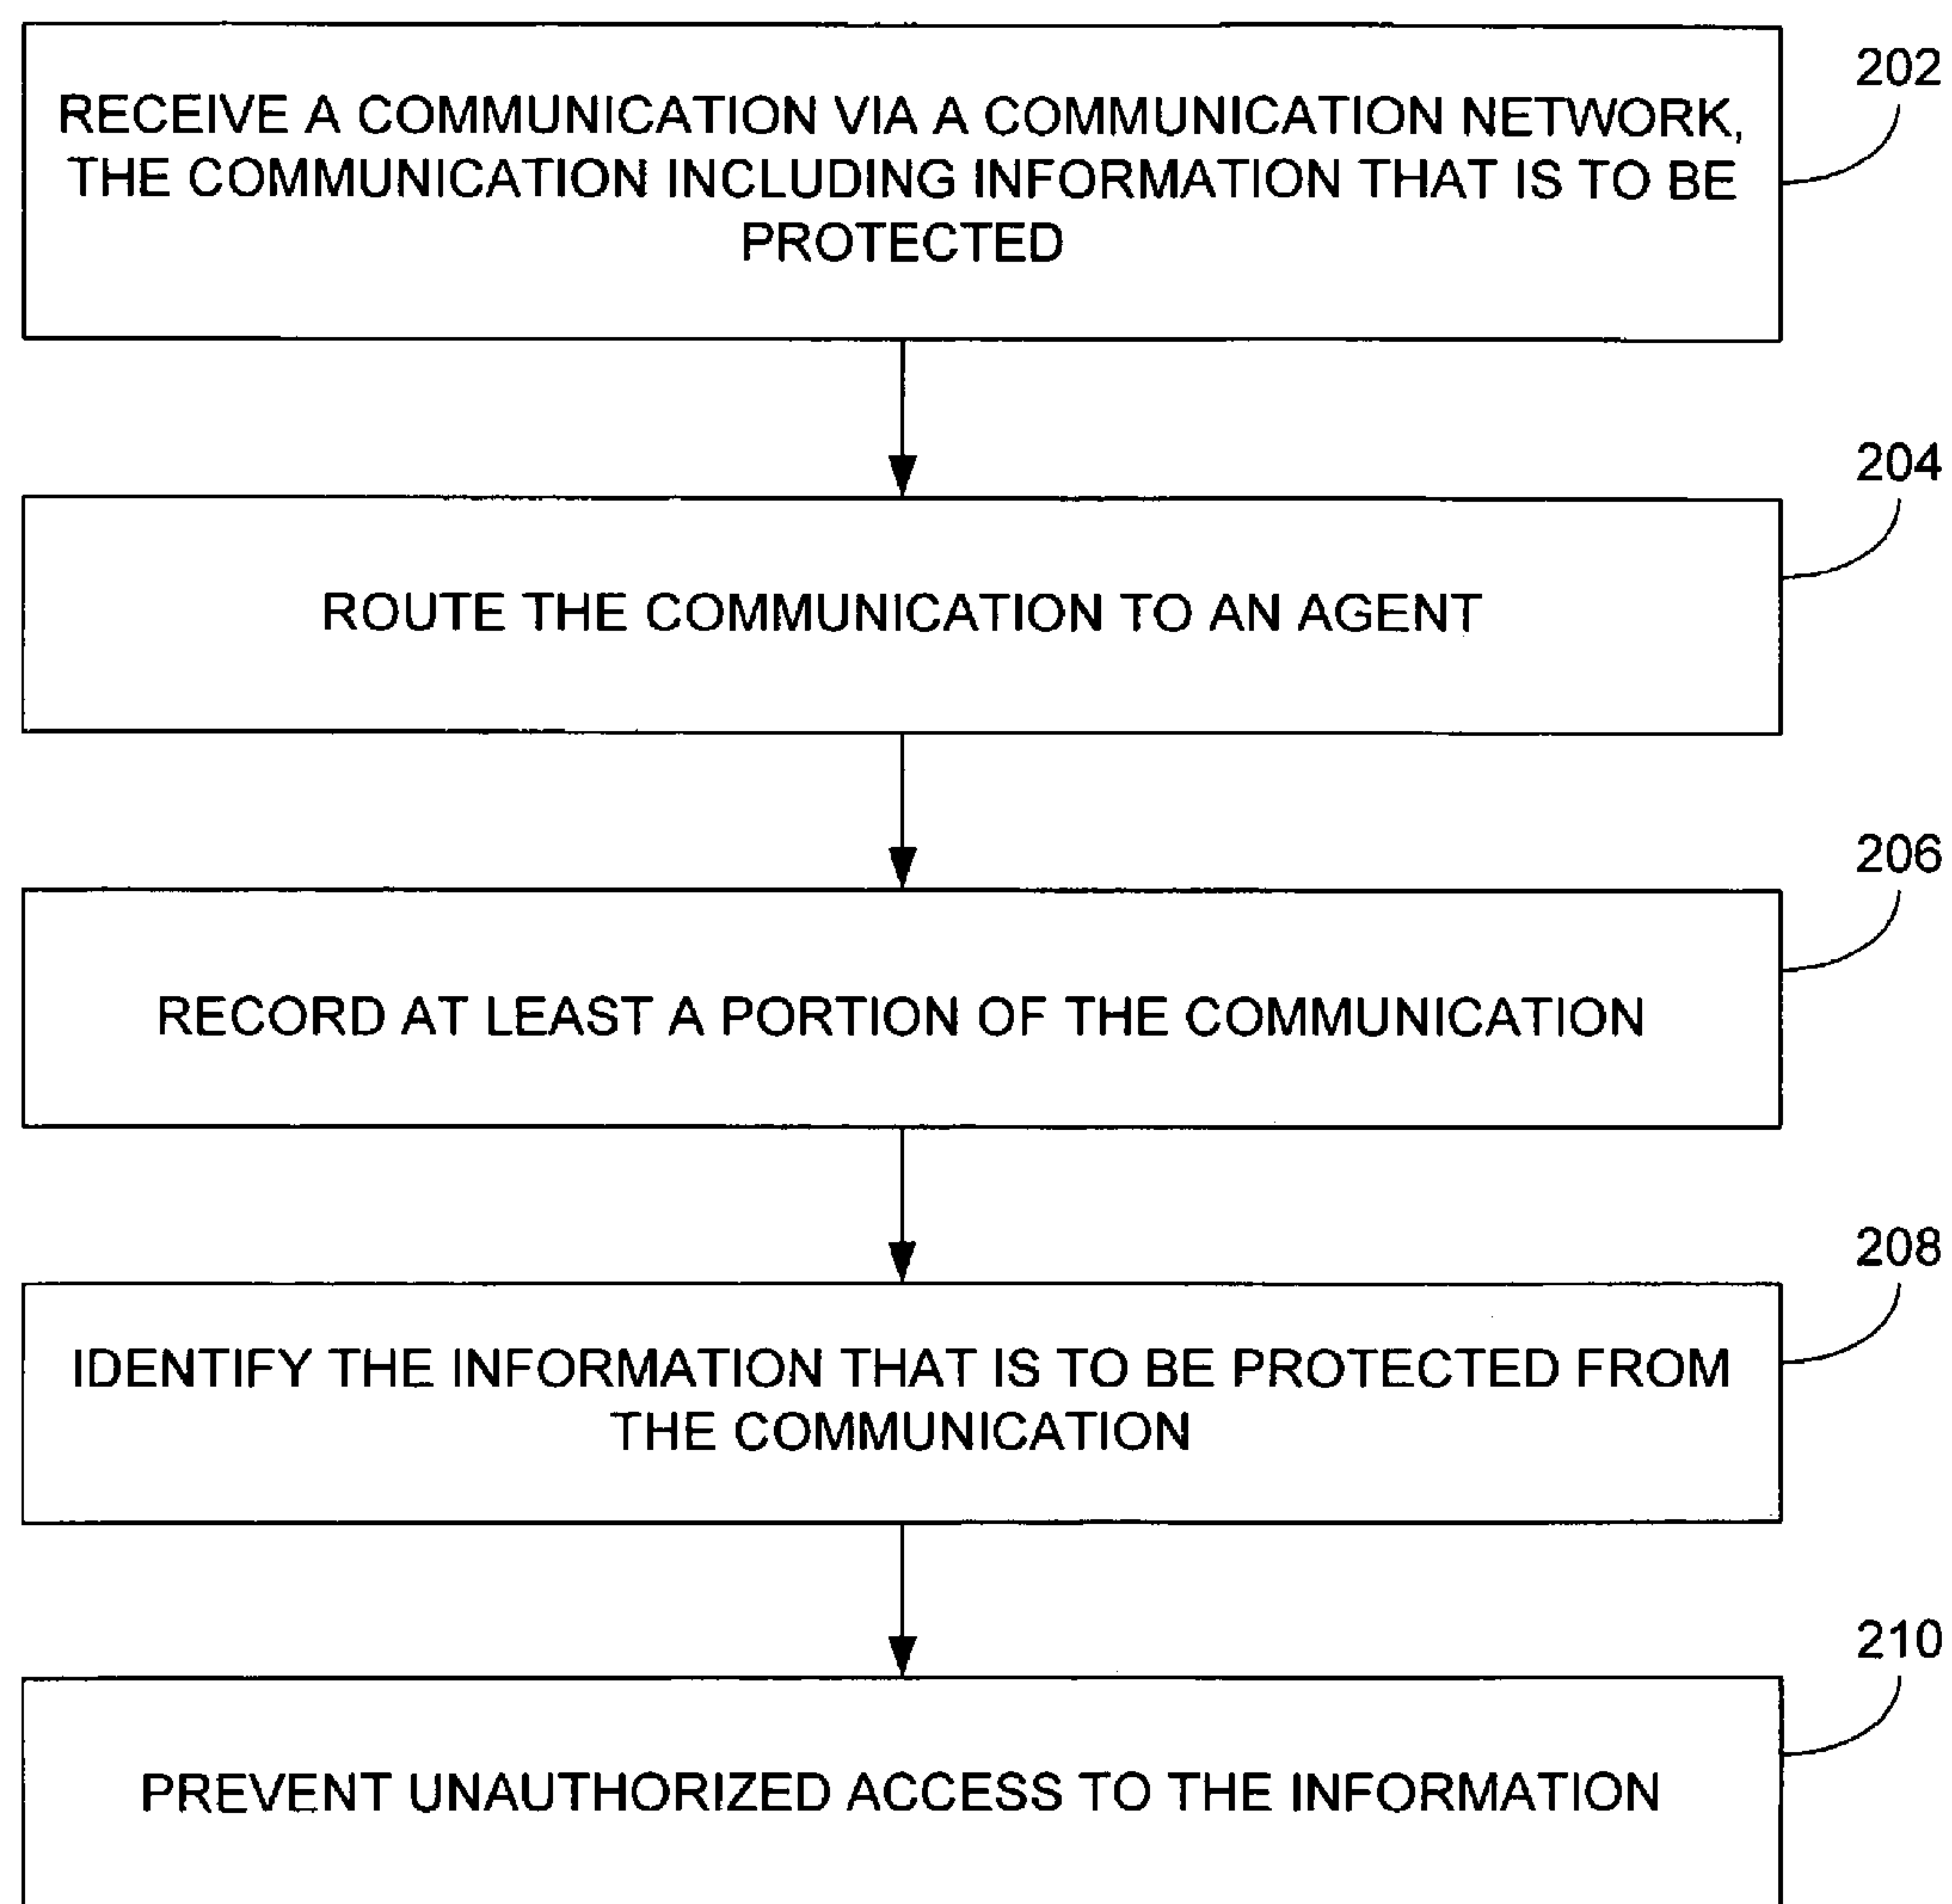 202
RECEIVE A COMMUNICATION VIA A COMMUNICATION NETWORK,
THE COMMUNICATION INCLUDING INFORMATION THAT IS TO BE
PROTECTED
204
ROUTE THE COMMUNICATION TO AN AGENT
206
RECORD AT LEAST A PORTION OF THE COMMUNICATION
208
IDENTIFY THE INFORMATION THAT IS TO BE PROTECTED FROM
THE COMMUNICATION
210
PREVENT UNAUTHORIZED ACCESS TO THE INFORMATION